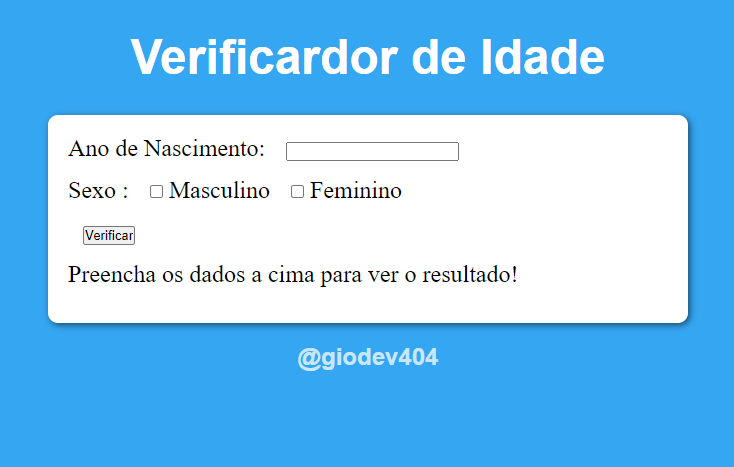 Verificardor de Idade
Ano de Nascimento:
Sexo : Masculino Feminino
Verificar
Preencha os dados a cima para ver o resultado!
@giodev404